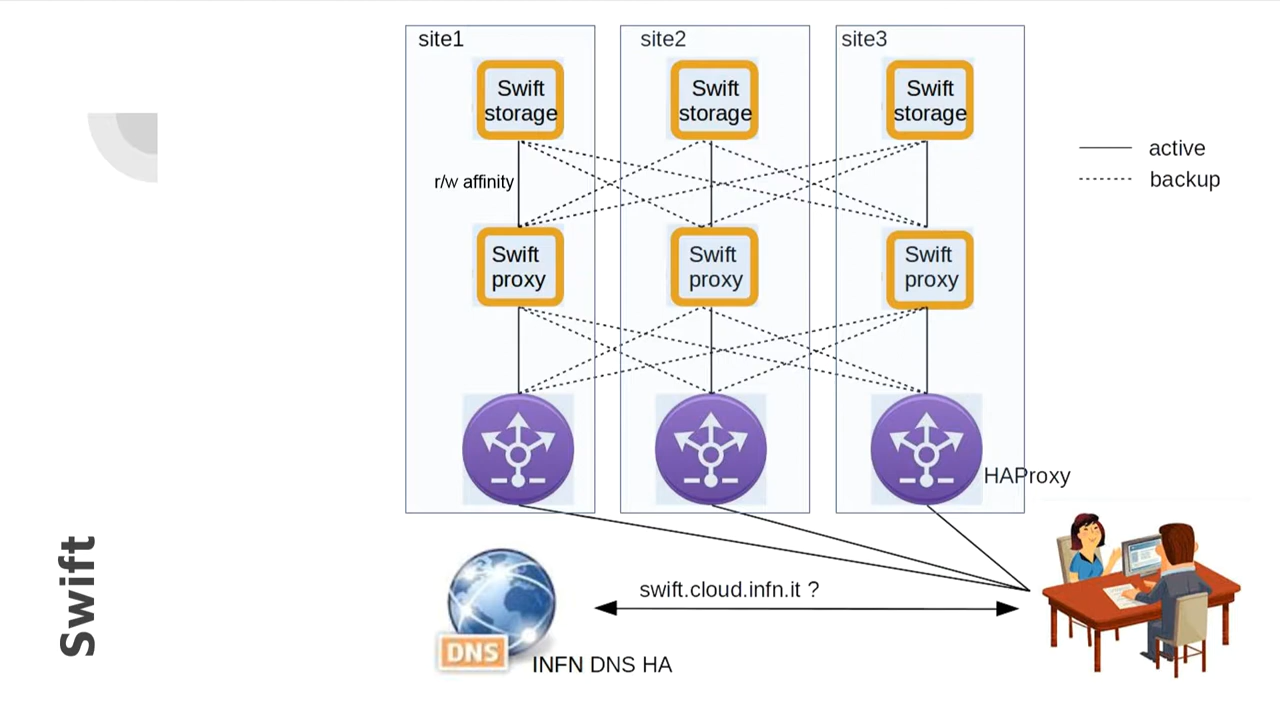 Swift
site1
site2
site3
Swift
storage
Swift
storage
Swift
storage
active
backup
r/w affinity
Swift
proxy
Swift
proxy
Swift
proxy
HAProxy
swift.cloud.infn.it ?
DNS
INFN DNS HA